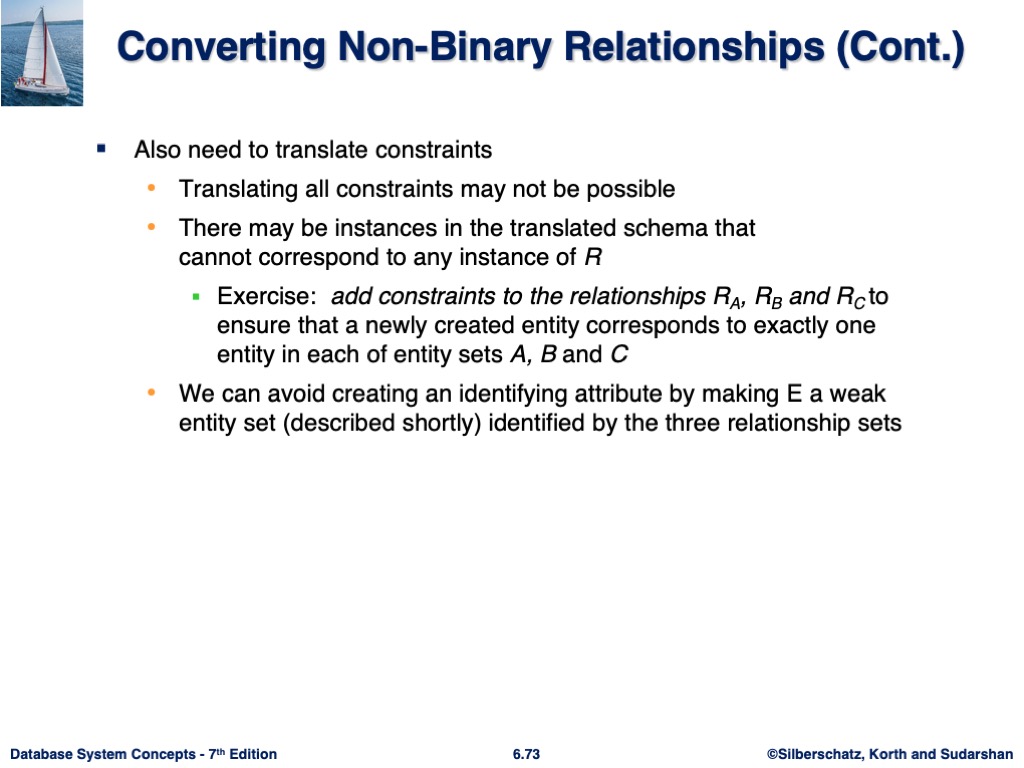 Converting Non-Binary Relationships (Cont.)
▪ Also need to translate constraints
• Translating all constraints may not be possible
• There may be instances in the translated schema that
cannot correspond to any instance of R
▪ Exercise: add constraints to the relationships RA, RB and RC to
ensure that a newly created entity corresponds to exactly one
entity in each of entity sets A, B and C
• We can avoid creating an identifying attribute by making E a weak
entity set (described shortly) identified by the three relationship sets
Database System Concepts - 7th Edition
6.73
©Silberschatz, Korth and Sudarshan